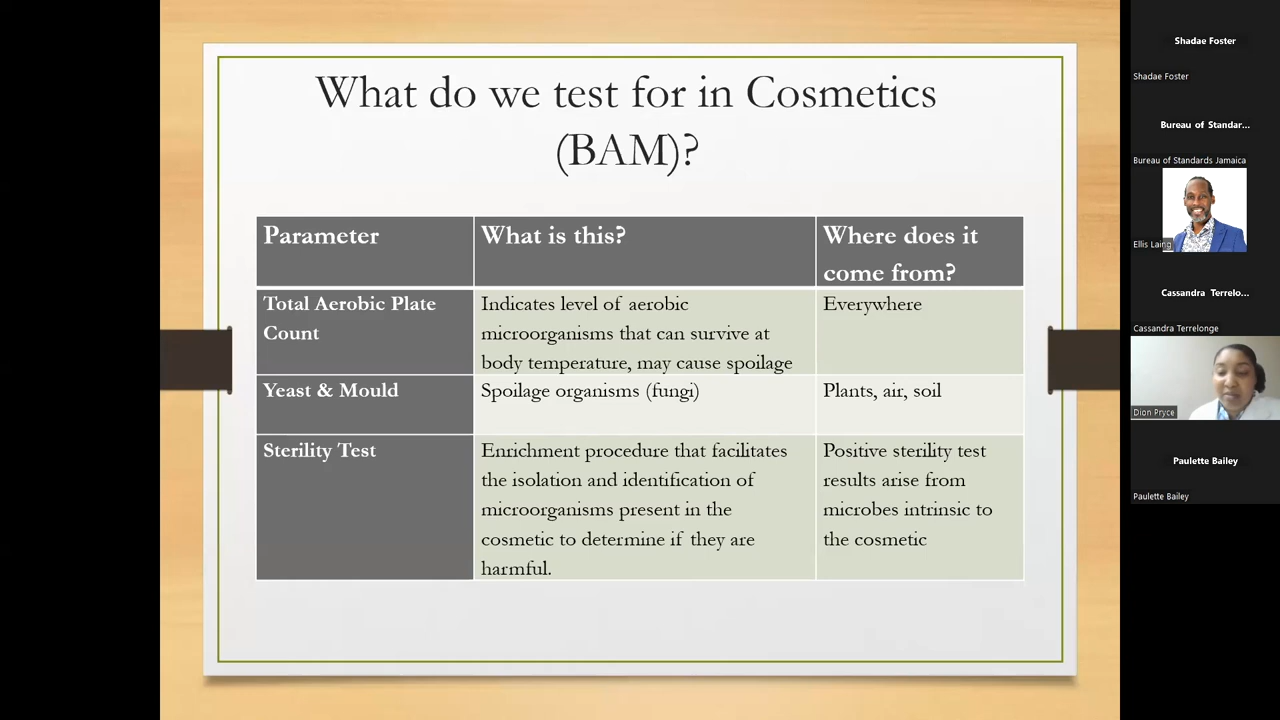 What do we test for in Cosmetics
(BAM)?
Parameter
What is this?
Where does it
come from?
Total Aerobic Plate
Count
Indicates level of aerobic
microorganisms that can survive at
body temperature, may cause spoilage
Everywhere
Yeast & Mould
Spoilage organisms (fungi)
Plants, air, soil
Sterility Test
Enrichment procedure that facilitates
the isolation and identification of
microorganisms present in the
cosmetic to determine if they are
harmful.
Positive sterility test
results arise from
microbes intrinsic to
the cosmetic
Shadae Foster
Shadae Foster
Bureau of Standar...
Bureau of Standards Jamaica
Ellis Laing
Cassandra Terrelo...
Cassandra Terrelonge
Dion Pryce
Paulette Bailey
Paulette Bailey